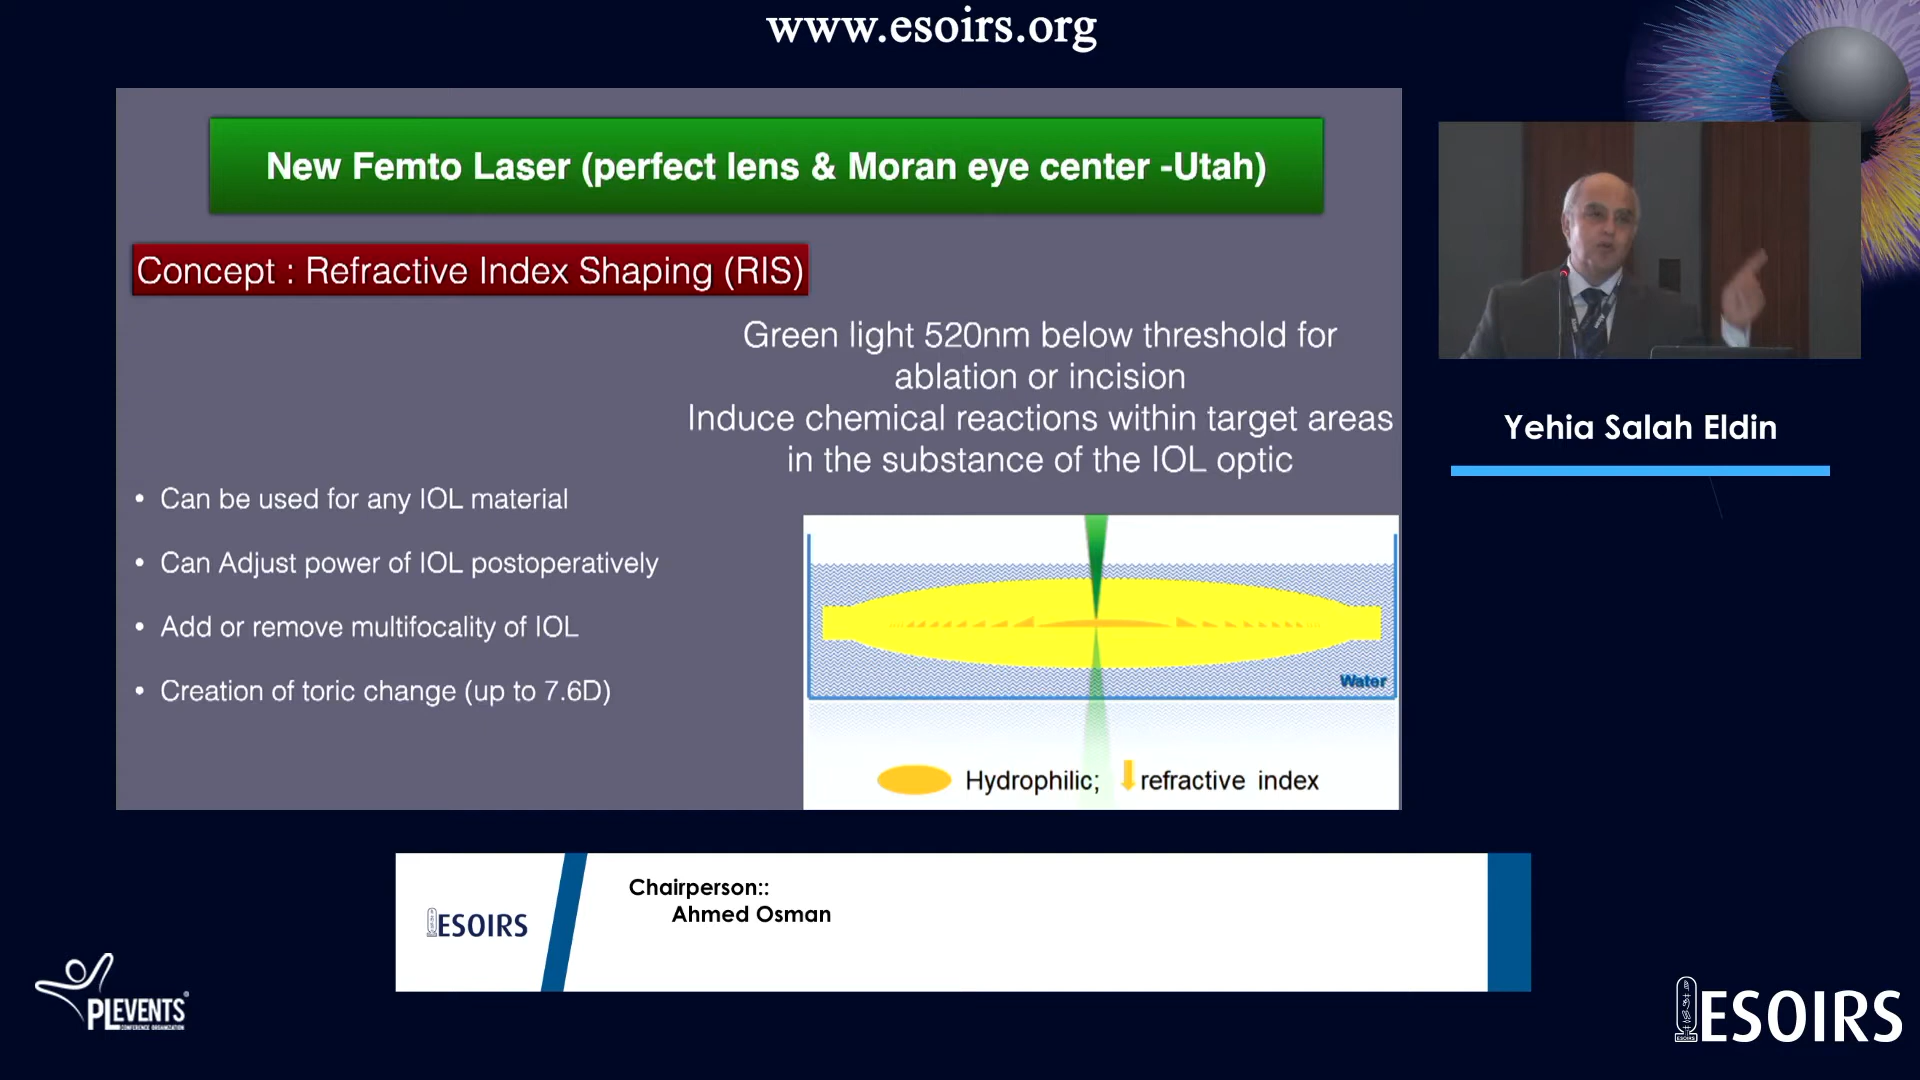 www.esoirs.org
New Femto Laser (perfect lens & Moran eye center -Utah)
Concept : Refractive Index Shaping (RIS)
Green light 520nm below threshold for
ablation or incision
Induce chemical reactions within target areas
in the substance of the IOL optic
• Can be used for any IOL material
• Can Adjust power of IOL postoperatively
• Add or remove multifocality of IOL
• Creation of toric change (up to 7.6D)
Water
Hydrophilic; refractive index
Yehia Salah Eldin
Chairperson::
Ahmed Osman
ESOIRS
PLEVENTS
CONFERENCE ORGANIZATION
ESOIRS